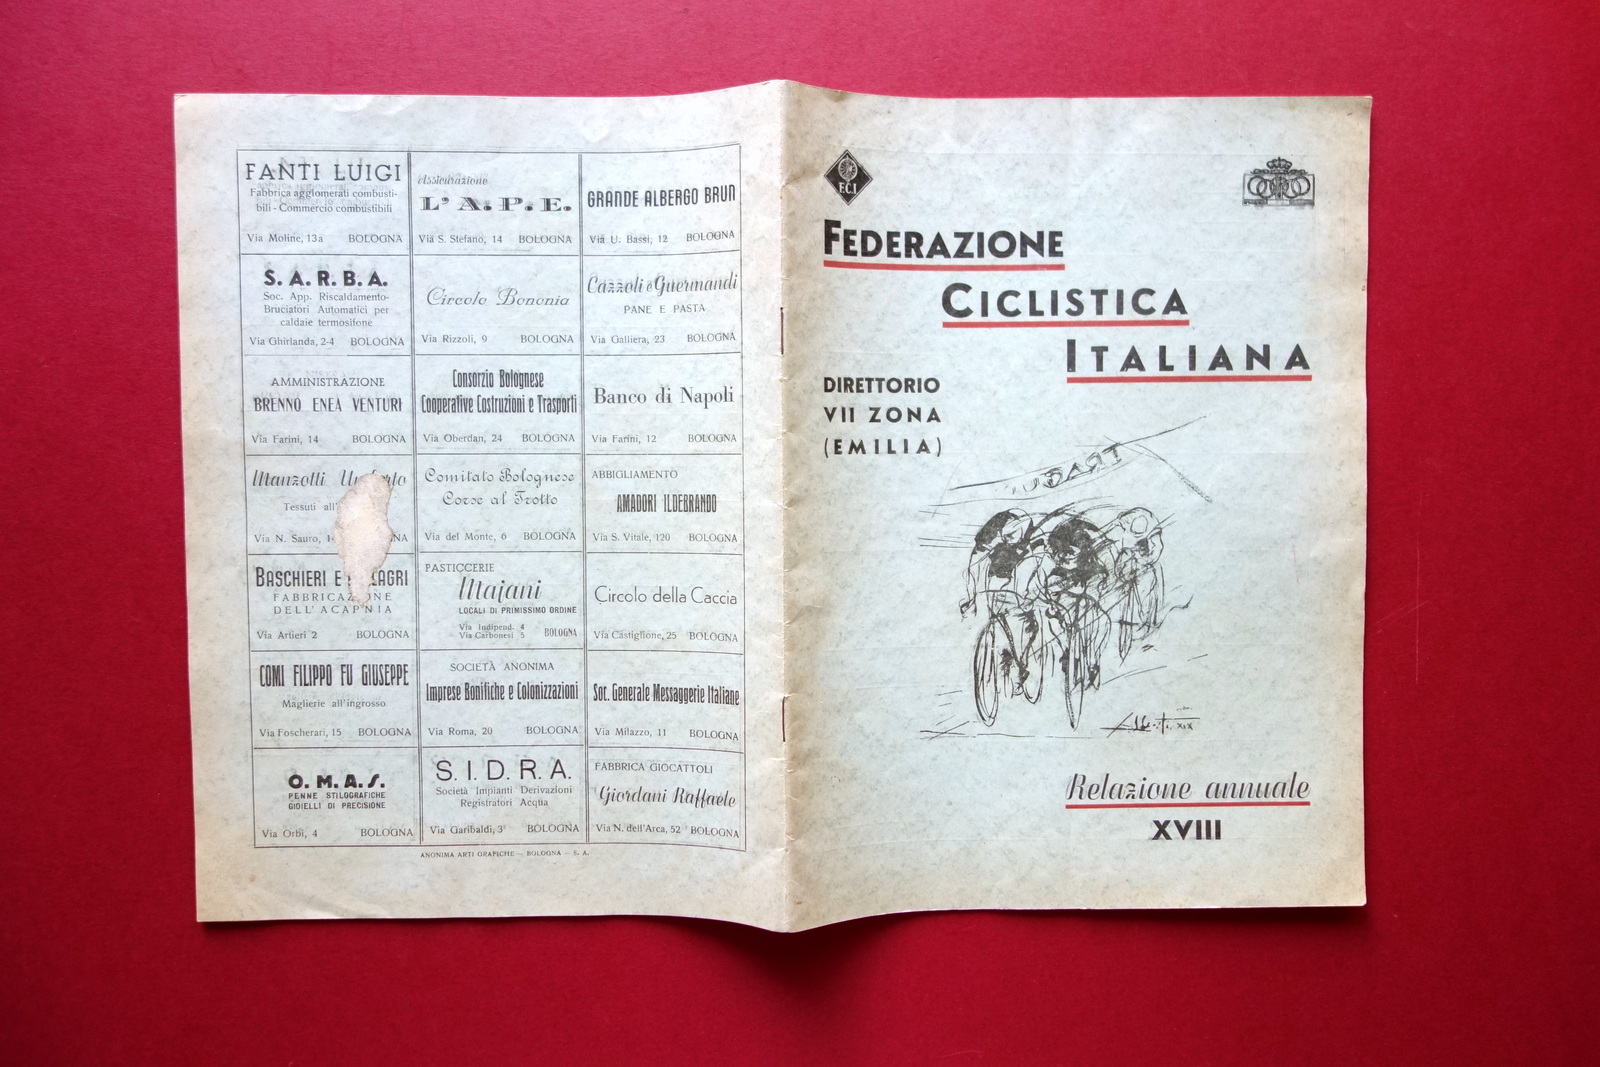 FANTI LUIGI
Fabbrica agglomerati combusti-
bili - Commercio combustibili
Via Moline, 13a BOLOGNA
Assicurazione
L'A.P.E.
Via S. Stefano, 14 BOLOGNA
GRANDE ALBERGO BRUN
Via U. Bassi, 12 BOLOGNA
S. A. R. B. A.
Soc. App. Riscaldamento-
Bruciatori Automatici per
caldaie termosifone
Via Ghirlanda, 2-4 BOLOGNA
Circolo Bononia
Via Rizzoli, 9 BOLOGNA
Cazzoli e Guermandi
PANE E PASTA
Via Galliera, 23 BOLOGNA
AMMINISTRAZIONE
BRENNO ENEA VENTURI
Via Farini, 14 BOLOGNA
Consorzio Bolognese
Cooperative Costruzioni e Trasporti
Via Oberdan, 24 BOLOGNA
Banco di Napoli
Via Farini, 12 BOLOGNA
Manzotti
Tessuti all'
Via N. Sauro,
Comitato Bolognese
Corse al Trotto
Via del Monte, 6 BOLOGNA
ABBIGLIAMENTO
AMADORI ILDEBRANDO
Via S. Vitale, 120 BOLOGNA
BASCHIERI E
FABBRICAZIONE
DELL'ACAPNIA
Via Artieri 2 BOLOGNA
PASTICCERIE
Majani
LOCALI DI PRIMISSIMO ORDINE
Via Indipend. 4
Via Carbonesi 5 BOLOGNA
Circolo della Caccia
Via Castiglione, 25 BOLOGNA
COMI FILIPPO FU GIUSEPPE
Maglierie all'ingrosso
Via Foscherari, 15 BOLOGNA
SOCIETÀ ANONIMA
Imprese Bonifiche e Colonizzazioni
Via Roma, 20 BOLOGNA
Soc. Generale Messaggerie Italiane
Via Milazzo, 11 BOLOGNA
O. M. A. S.
PENNE STILOGRAFICHE
GIOIELLI DI PRECISIONE
Via Orbi, 4 BOLOGNA
S. I. D. R. A.
Società Impianti Derivazioni
Registratori Acqua
Via Garibaldi, 3 BOLOGNA
FABBRICA GIOCATTOLI
Giordani Raffaele
Via N. dell'Arca, 52 BOLOGNA
ANONIMA ARTI GRAFICHE - BOLOGNA - S. A.
F.C.I
FEDERAZIONE
CICLISTICA
ITALIANA
DIRETTORIO
VII ZONA
(EMILIA)
XIX
Relazione annuale
XVIII